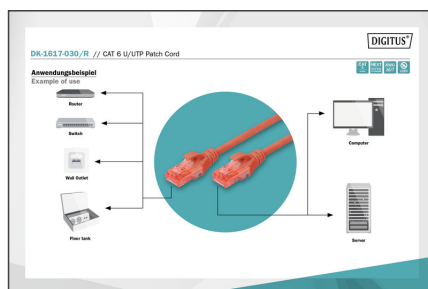 DIGITUS®
DK-1617-030/R // CAT 6 U/UTP Patch Cord
Anwendungsbeispiel
Example of use
Router
Switch
Wall Outlet
Floor tank
Computer
Server